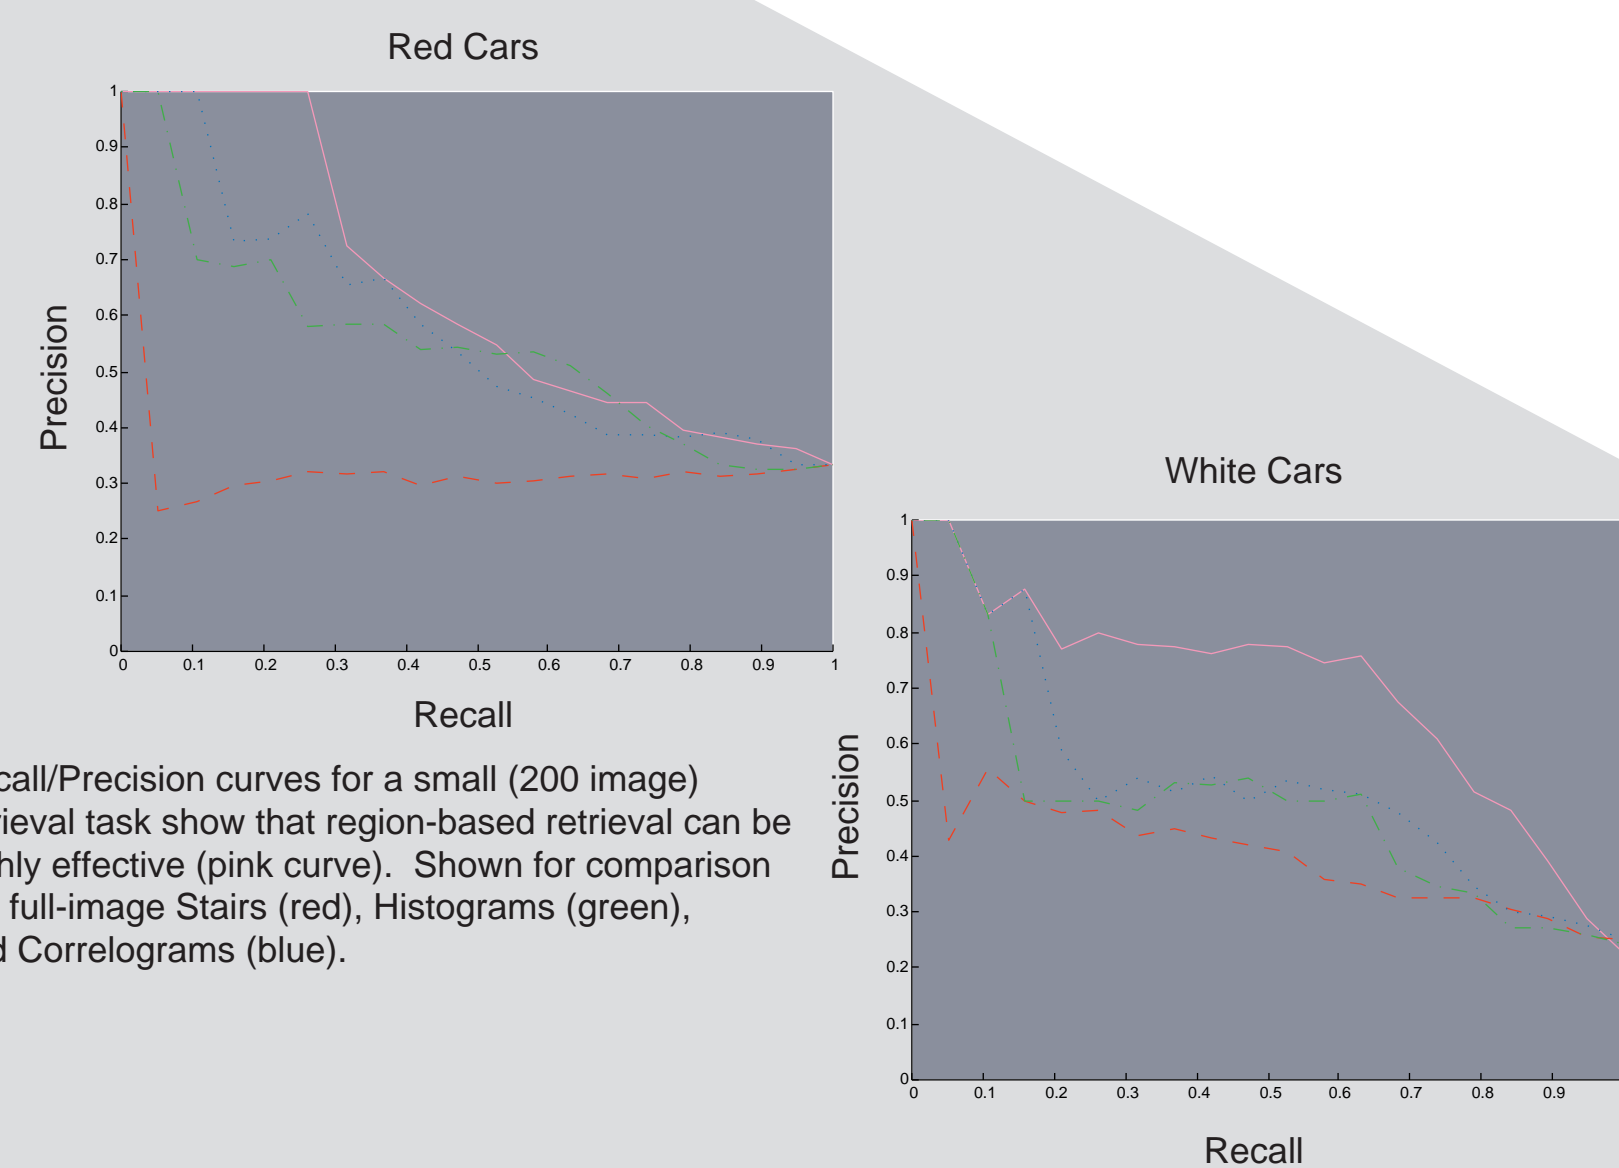 Red Cars
1
0.9
0.8
0.7
0.6
0.5
0.4
0.3
0.2
0.1
0
Precision
0 0.1 0.2 0.3 0.4 0.5 0.6 0.7 0.8 0.9 1
Recall
call/Precision curves for a small (200 image)
rieval task show that region-based retrieval can be
hly effective (pink curve). Shown for comparison
full-image Stairs (red), Histograms (green),
d Correlograms (blue).
White Cars
1
0.9
0.8
0.7
0.6
0.5
0.4
0.3
0.2
0.1
0
Precision
0 0.1 0.2 0.3 0.4 0.5 0.6 0.7 0.8 0.9
Recall